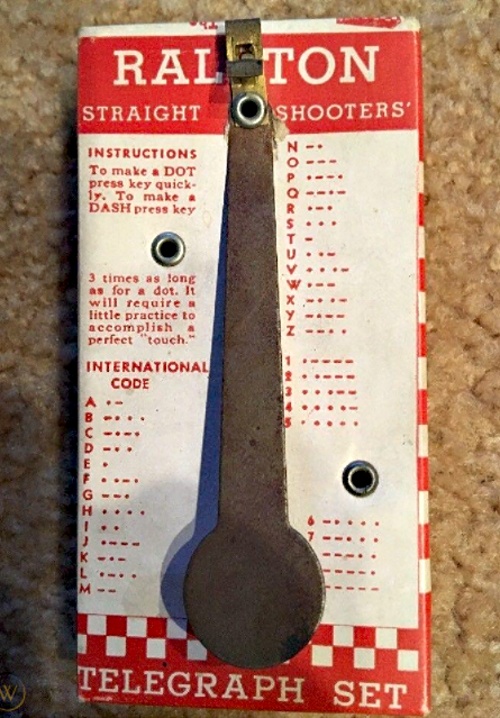 RAL TON
STRAIGHT SHOOTERS'
INSTRUCTIONS
To make a DOT
press key quick-
ly. To make a
DASH press key
3 times as long
as for a dot. It
will require a
little practice to
accomplish a
perfect "touch."
INTERNATIONAL
CODE
A ·–
B –···
C –·–·
D –··
E ·
F ··–·
G ––·
H ····
I ··
J ·–––
K –·–
L ·–··
M ––
N –·
O –––
P ·––·
Q ––·–
R ·–·
S ···
T –
U ··–
V ···–
W ·––
X –··–
Y –·––
Z ––··
1 ·––––
2 ··–––
3 ···––
4 ····–
5 ·····
6 –····
7 ––···
TELEGRAPH SET